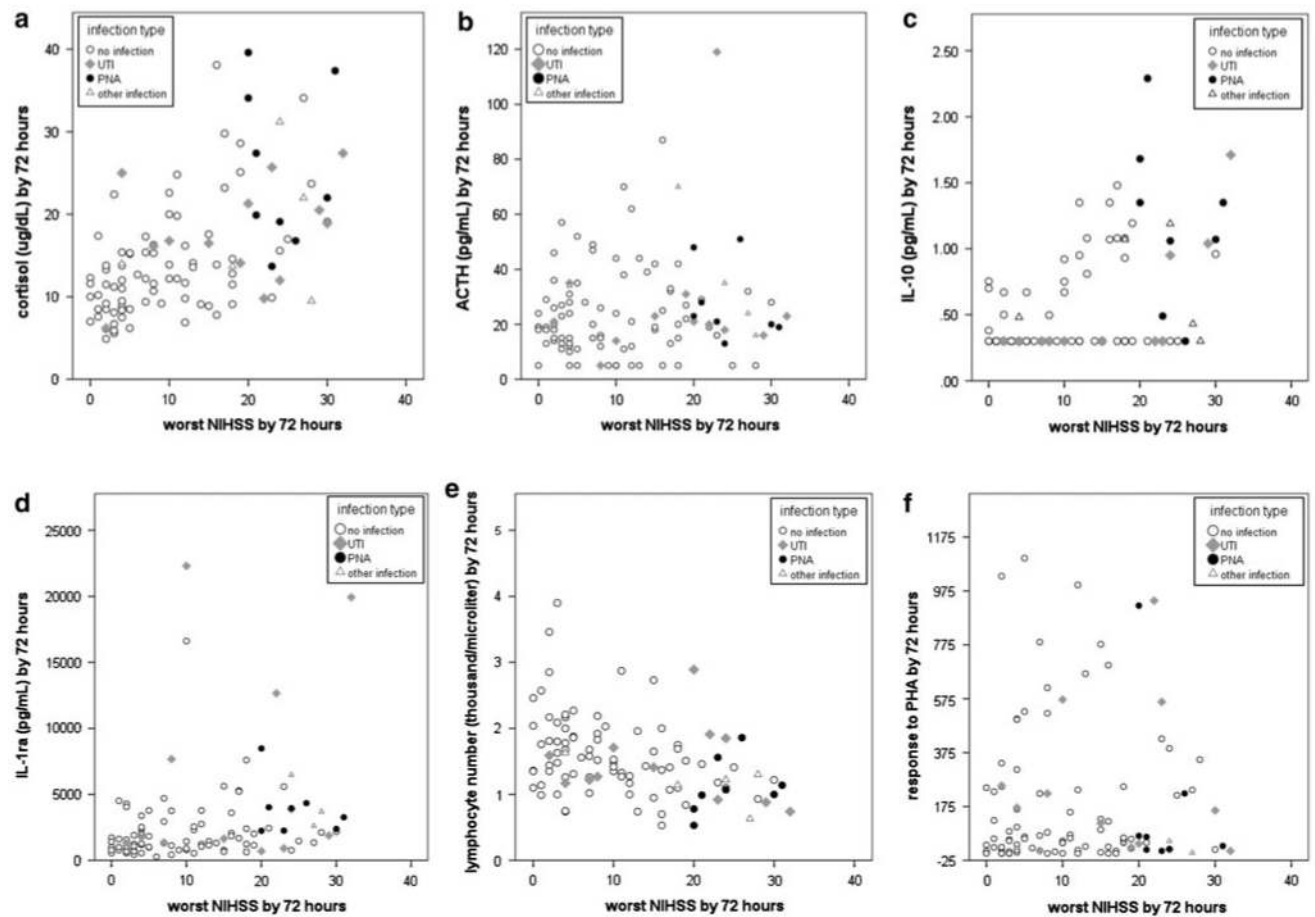 a
infection type
no infection
UTI
PNA
other infection
cortisol (ug/dL) by 72 hours
40
30
20
10
0
0 10 20 30 40
worst NIHSS by 72 hours
b
infection type
no infection
UTI
PNA
other infection
ACTH (pg/mL) by 72 hours
120
100
80
60
40
20
0
0 10 20 30 40
worst NIHSS by 72 hours
c
infection type
no infection
UTI
PNA
other infection
IL-10 (pg/mL) by 72 hours
2.50
2.00
1.50
1.00
.50
.00
0 10 20 30 40
worst NIHSS by 72 hours
d
infection type
no infection
UTI
PNA
other infection
IL-1ra (pg/mL) by 72 hours
25000
20000
15000
10000
5000
0
0 10 20 30 40
worst NIHSS by 72 hours
e
infection type
no infection
UTI
PNA
other infection
lymphocyte number (thousand/microliter) by 72 hours
5
4
3
2
1
0
0 10 20 30 40
worst NIHSS by 72 hours
f
infection type
no infection
UTI
PNA
other infection
response to PHA by 72 hours
1175
975
775
575
375
175
-25
0 10 20 30 40
worst NIHSS by 72 hours